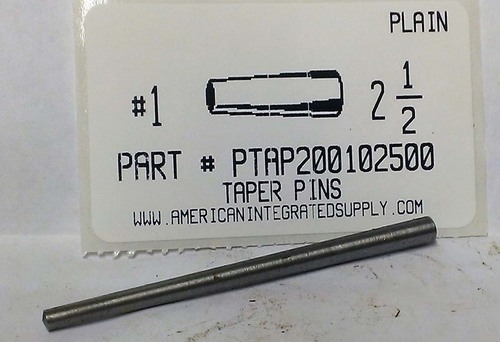 PLAIN
#1 2 1/2
PART # PTAP200102500
TAPER PINS
WWW.AMERICANINTEGRATEDSUPPLY.COM